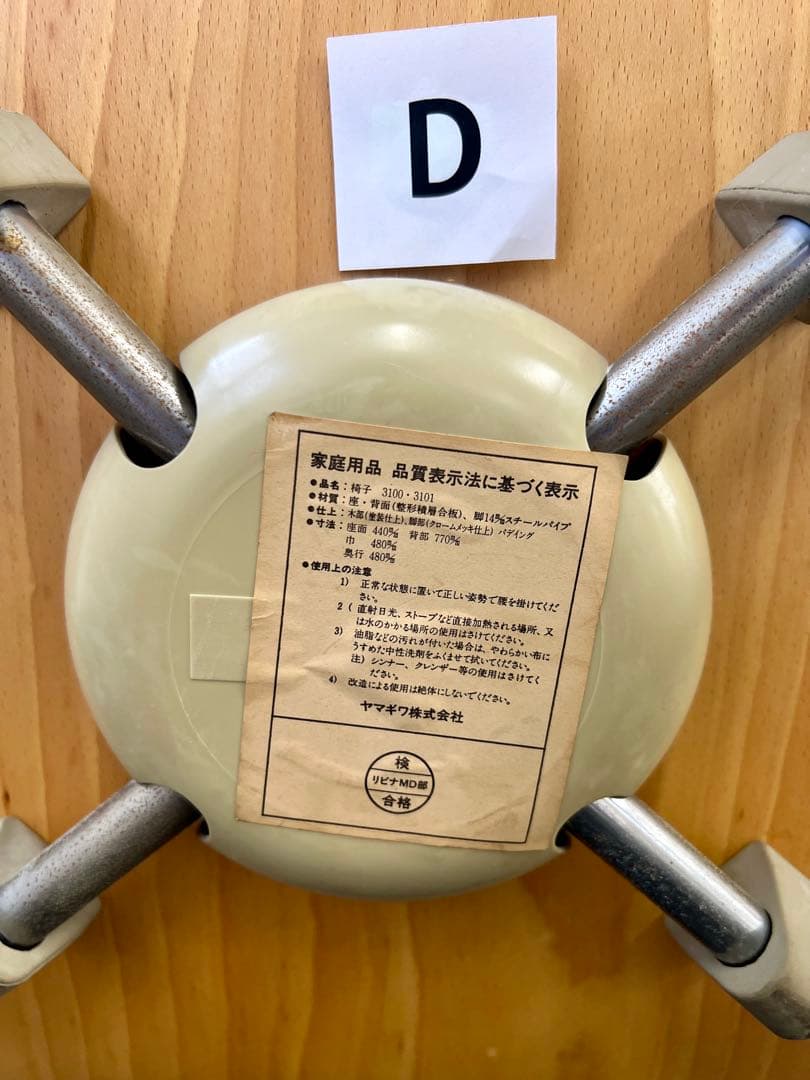 D
家庭用品 品質表示法に基づく表示
●品名：椅子 3100・3101
●材質：座・背面(整形積層合板)、脚14㎜スチールパイプ
●仕上：木部(塗装仕上)、脚部(クロームメッキ仕上) パデイング
●寸法：座面 440㎜ 背部 770㎜
巾 480㎜
奥行 480㎜
●使用上の注意
1) 正常な状態に置いて正しい姿勢で腰を掛けてくだ
さい。
2( 直射日光、ストーブなど直接加熱される場所、又
は水のかかる場所の使用はさけてください。
3) 油脂などの汚れが付いた場合は、やわらかい布に
うすめた中性洗剤をふくませて拭いてください。
注) シンナー、クレンザー等の使用はさけてく
ださい。
4) 改造による使用は絶体にしないでください。
ヤマギワ株式会社
検
リビナMD部
合格